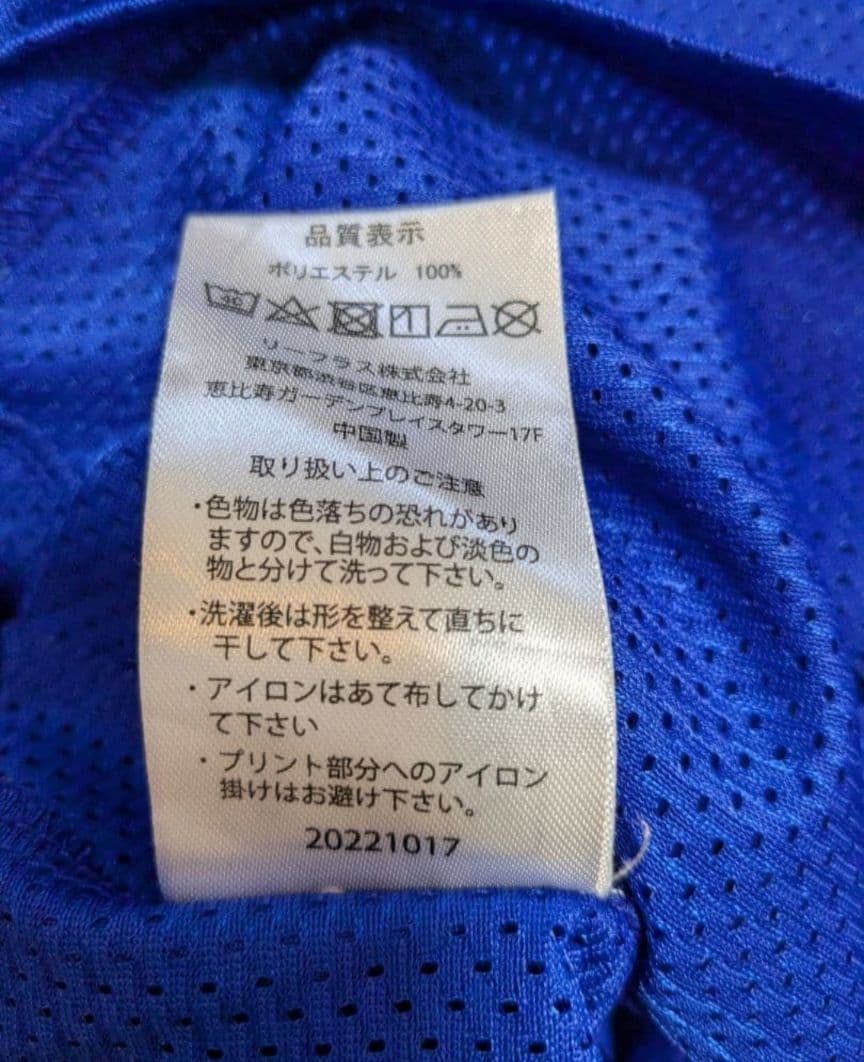 品質表示
ポリエステル 100%
40
リーフラス株式会社
東京都渋谷区恵比寿4-20-3
恵比寿ガーデンプレイスタワー17F
中国製
取り扱い上のご注意
・色物は色落ちの恐れがあり
ますので、白物および淡色の
物と分けて洗って下さい。
・洗濯後は形を整えて直ちに
干して下さい。
・アイロンはあて布してかけ
て下さい
・プリント部分へのアイロン
掛けはお避け下さい。
20221017